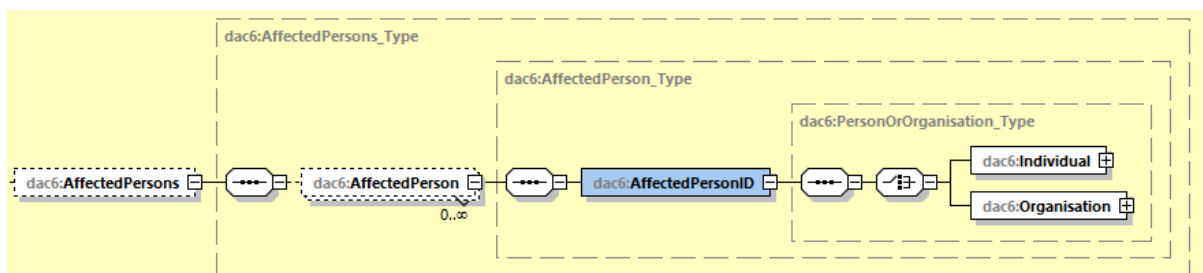 dac6:AffectedPersons_Type
dac6:AffectedPerson_Type
dac6:PersonOrOrganisation_Type
dac6:Individual
dac6:AffectedPersons
dac6:AffectedPerson
dac6:AffectedPersonID
0..∞
dac6:Organisation